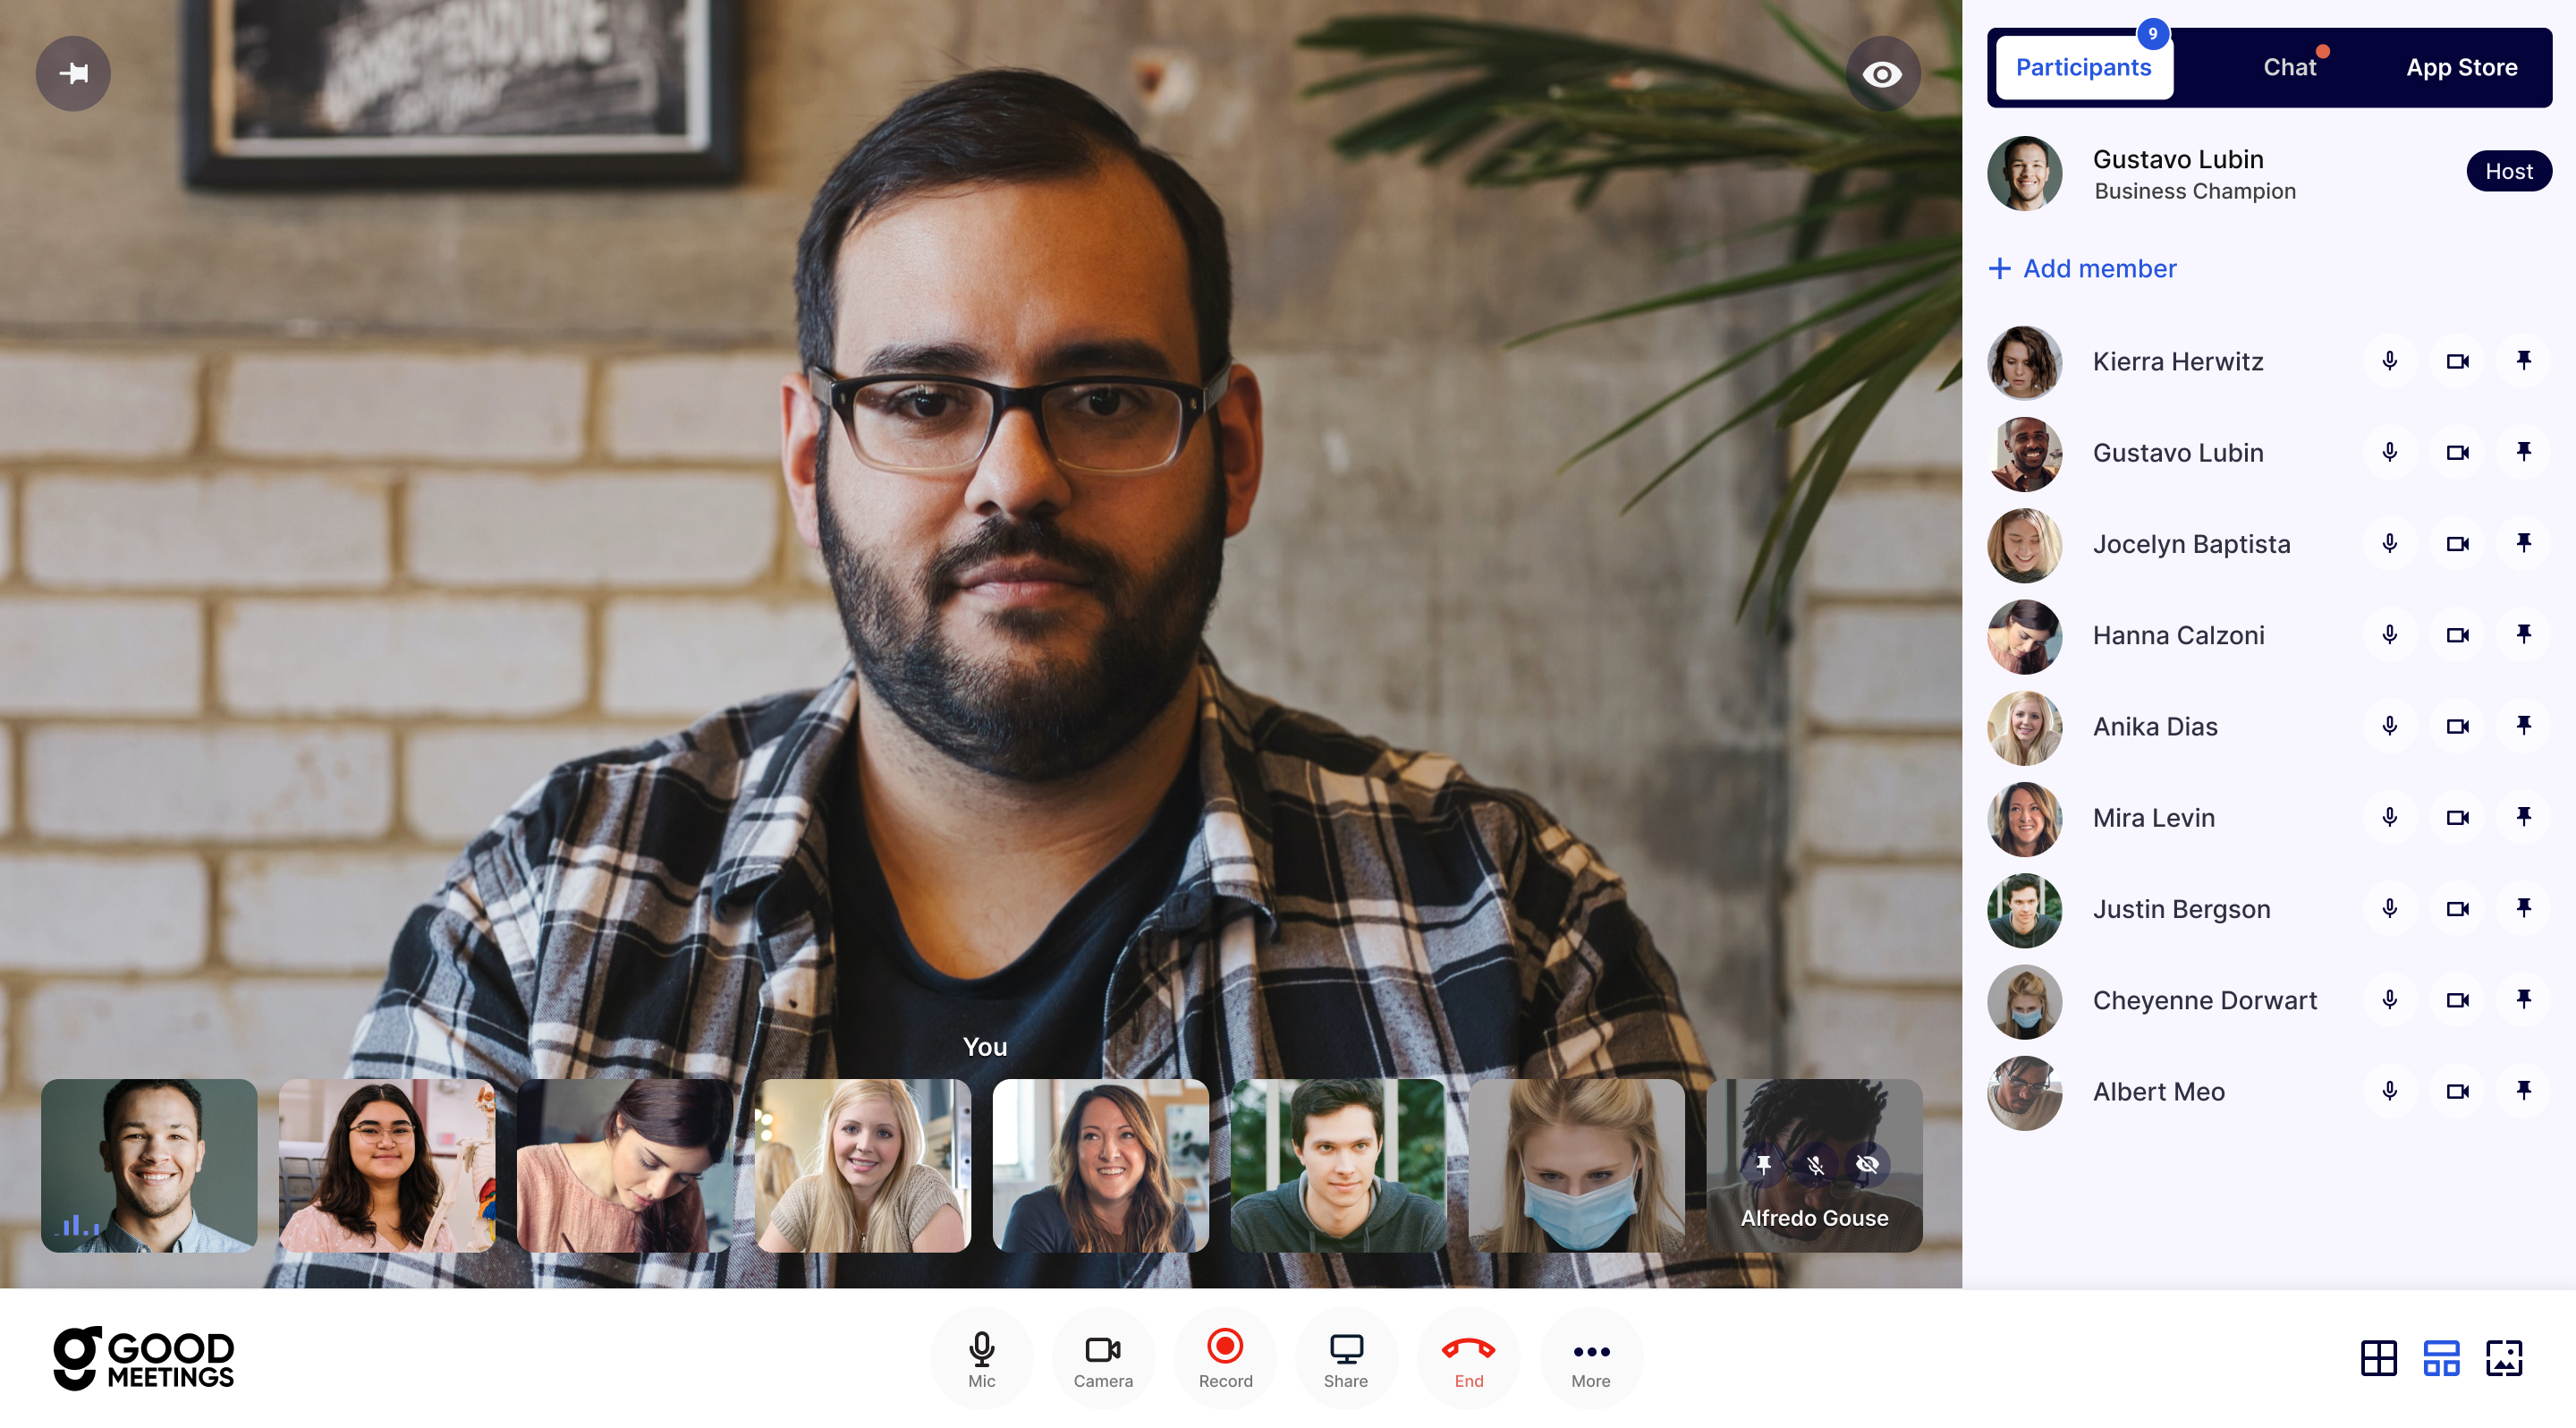 Participants
9
Chat
App Store
Gustavo Lubin
Business Champion
Host
Add member
Kierra Herwitz
Gustavo Lubin
Jocelyn Baptista
Hanna Calzoni
Anika Dias
Mira Levin
Justin Bergson
Cheyenne Dorwart
Albert Meo
You
Alfredo Gouse
GOOD
MEETINGS
Mic
Camera
Record
Share
End
More